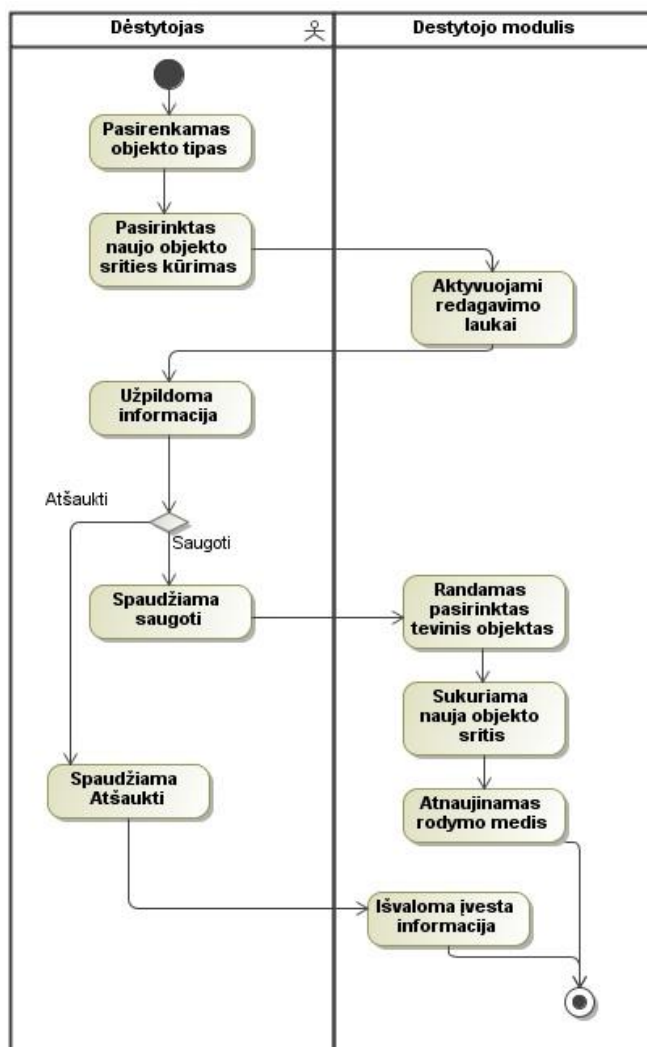 Dėstytojas
Destytojo modulis
Pasirenkamas
objekto tipas
Pasirinktas
naujo objekto
srities kūrimas
Aktyvuojami
redagavimo
laukai
Užpildoma
informacija
Atšaukti
Saugoti
Spaudžiama
saugoti
Randamas
pasirinktas
tevinis objektas
Sukuriama
nauja objekto
sritis
Spaudžiama
Atšaukti
Atnaujinamas
rodymo medis
Išvaloma įvesta
informacija